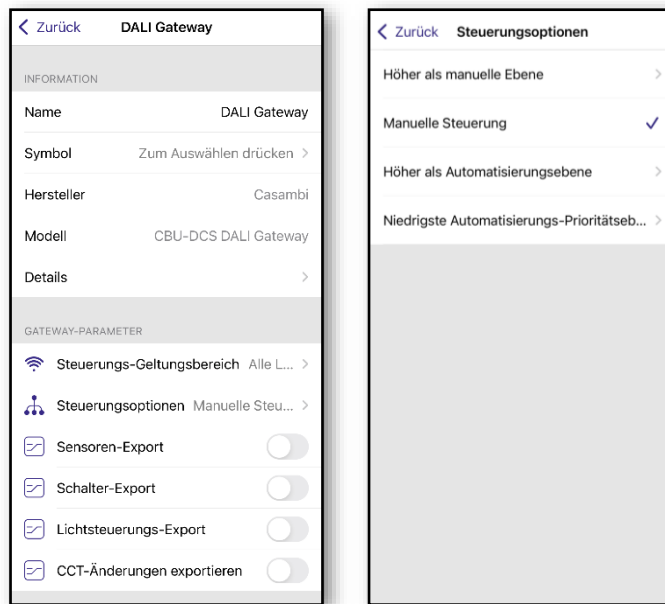 Zurück DALI Gateway
INFORMATION
Name DALI Gateway
Symbol Zum Auswählen drücken
Hersteller Casambi
Modell CBU-DCS DALI Gateway
Details
GATEWAY-PARAMETER
Steuerungs-Geltungsbereich Alle L...
Steuerungsoptionen Manuelle Steu...
Sensoren-Export
Schalter-Export
Lichtsteuerungs-Export
CCT-Änderungen exportieren
Zurück Steuerungsoptionen
Höher als manuelle Ebene
Manuelle Steuerung
Höher als Automatisierungsebene
Niedrigste Automatisierungs-Prioritätseb...